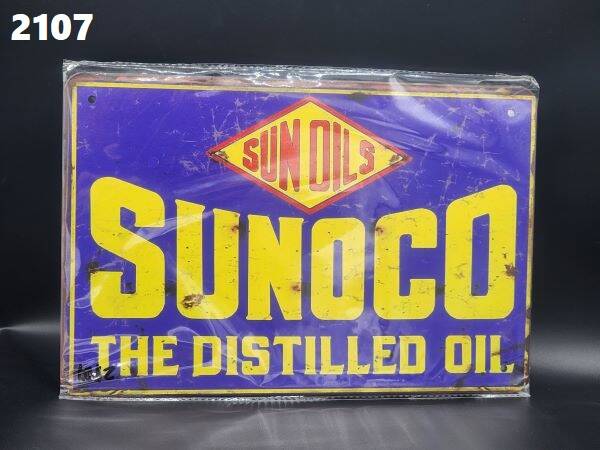 2107
SUN OILS
SUNOCO
THE DISTILLED OIL